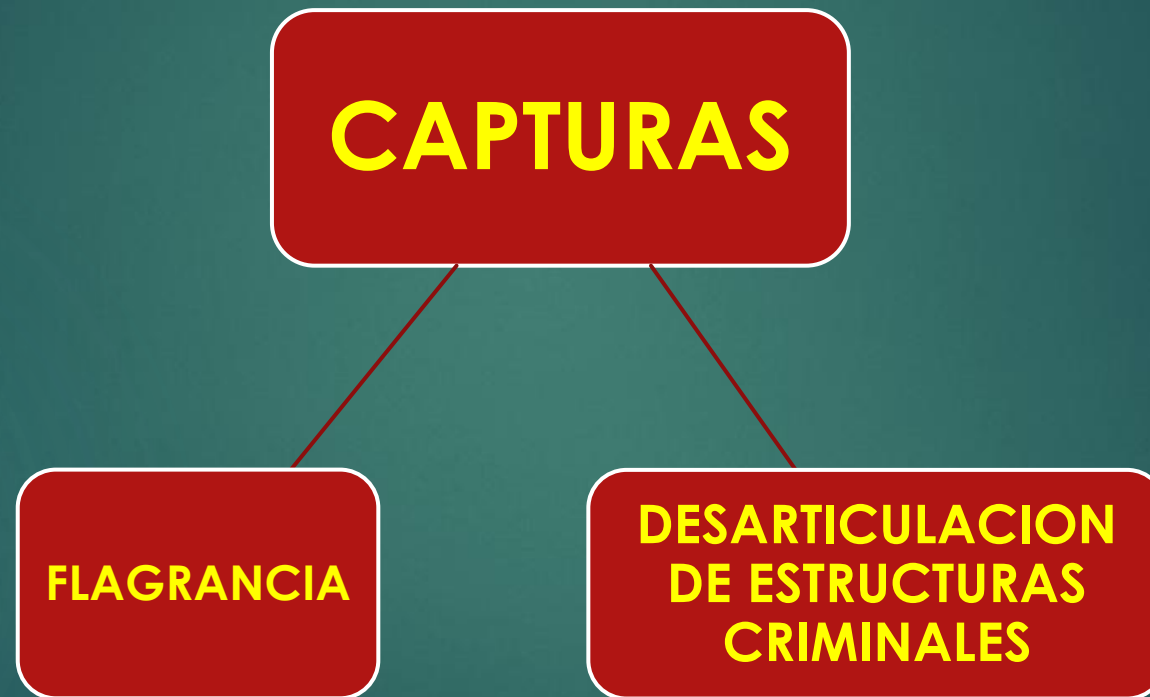 CAPTURAS
FLAGRANCIA
DESARTICULACION
DE ESTRUCTURAS
CRIMINALES